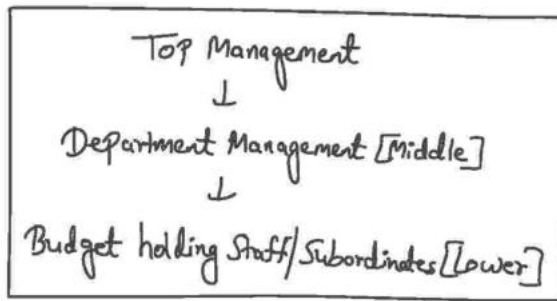 Top Management
↓
Department Management [Middle]
↓
Budget holding Staff/Subordinates [Lower]